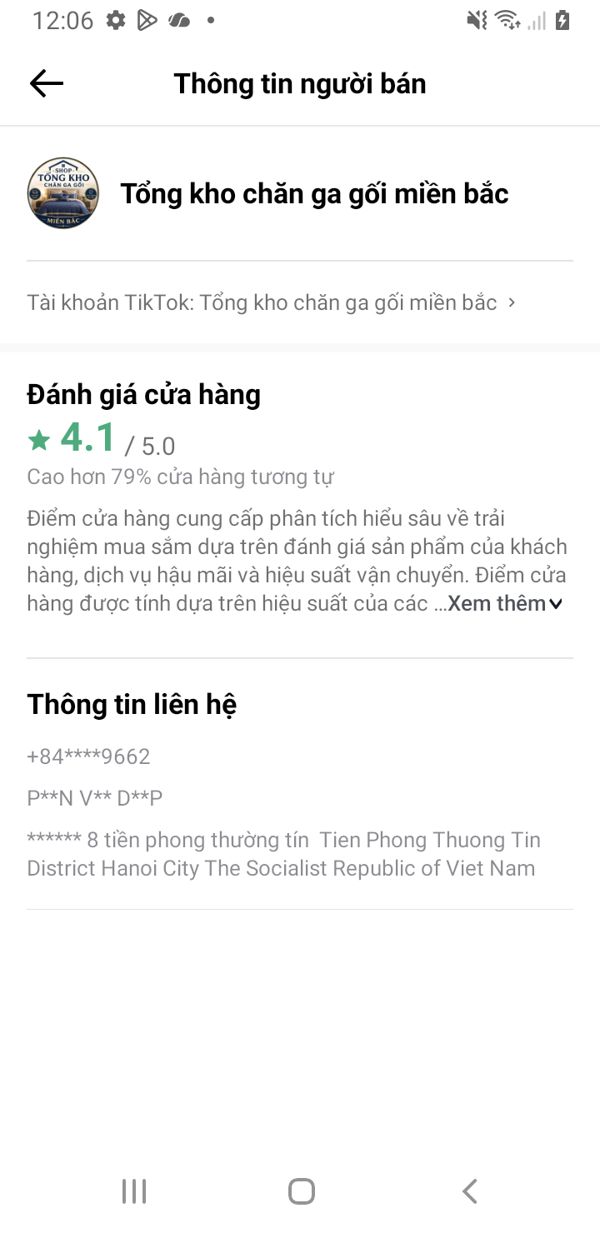 12:06
Thông tin người bán
SHOP
TỔNG KHO
CHĂN GA GỐI
MIỀN BẮC
Tổng kho chăn ga gối miền bắc
Tài khoản TikTok: Tổng kho chăn ga gối miền bắc
Đánh giá cửa hàng
4.1 / 5.0
Cao hơn 79% cửa hàng tương tự
Điểm cửa hàng cung cấp phân tích hiểu sâu về trải
nghiệm mua sắm dựa trên đánh giá sản phẩm của khách
hàng, dịch vụ hậu mãi và hiệu suất vận chuyển. Điểm cửa
hàng được tính dựa trên hiệu suất của các ...Xem thêm
Thông tin liên hệ
+84****9662
P**N V** D**P
****** 8 tiền phong thường tín  Tien Phong Thuong Tin
District Hanoi City The Socialist Republic of Viet Nam